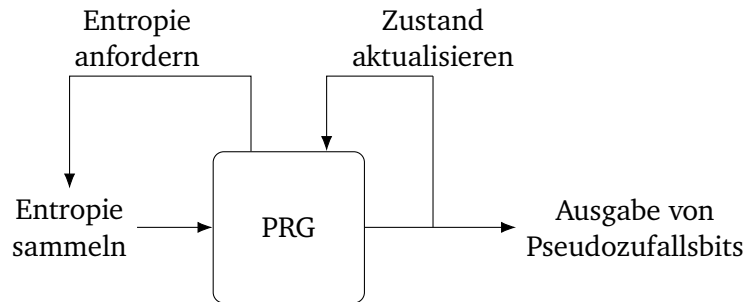 Entropie
anfordern
Zustand
aktualisieren
Entropie
sammeln
PRG
Ausgabe von
Pseudozufallsbits